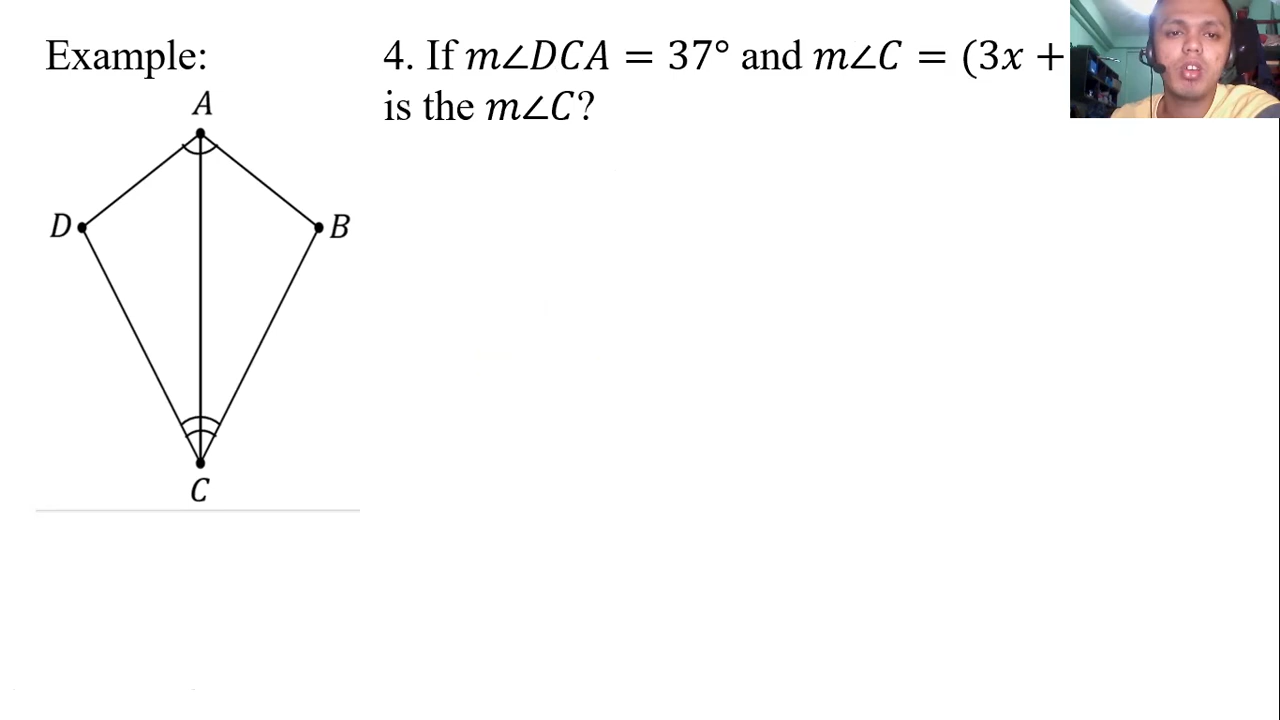 Example:
4. If 𝑚∠𝐷𝐶𝐴 = 37° and 𝑚∠𝐶 = (3𝑥 +
is the 𝑚∠𝐶?
A
D
B
C